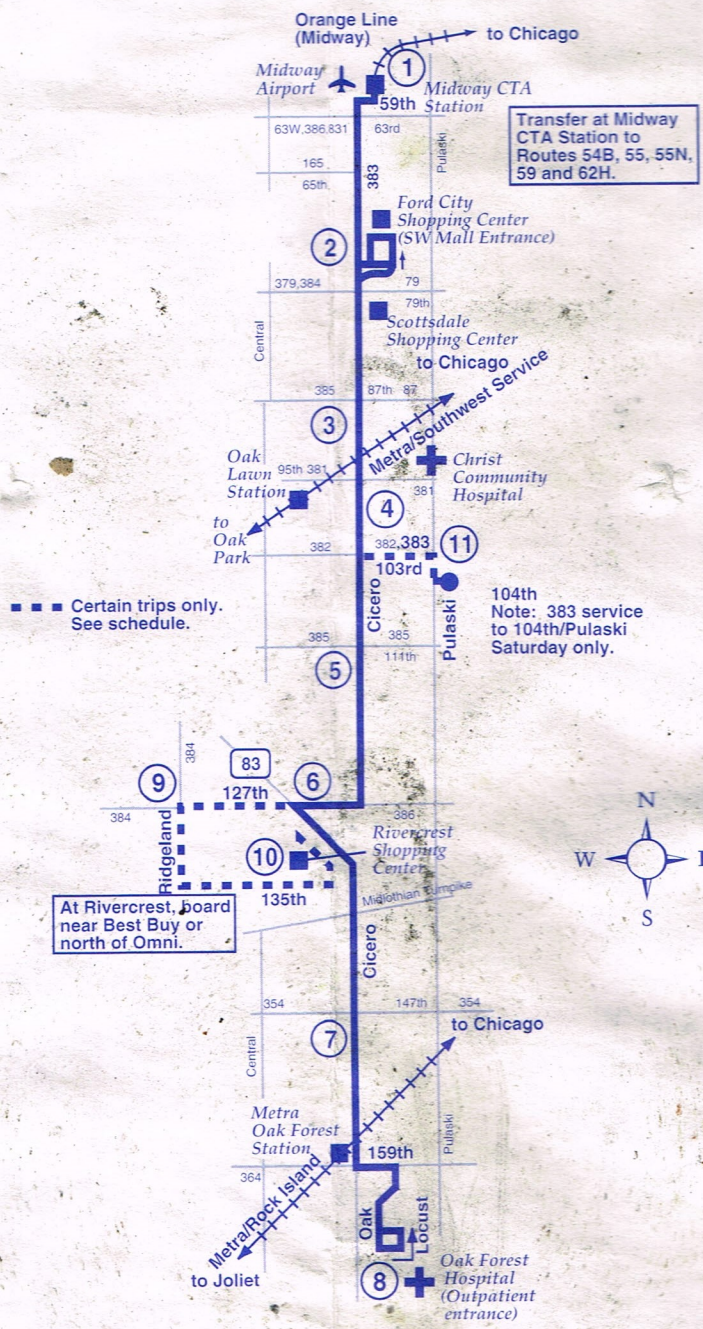 Orange Line
(Midway)
to Chicago
1
Midway
Airport
Midway CTA
Station
59th
63W,386,831
63rd
Pulaski
Transfer at Midway
CTA Station to
Routes 54B, 55, 55N,
59 and 62H.
165
65th
383
Ford City
Shopping Center
(SW Mall Entrance)
2
379,384
79
79th
Central
Scottsdale
Shopping Center
to Chicago
385
87th
87
3
Metra/Southwest Service
Oak
Lawn
Station
95th
381
Christ
Community
Hospital
381
4
to
Oak
Park
382
382,383
11
103rd
Certain trips only.
See schedule.
Cicero
Pulaski
104th
Note: 383 service
to 104th/Pulaski
Saturday only.
385
385
111th
5
384
83
9
6
127th
384
386
Ridgeland
Rivercrest
Shopping
Center
10
135th
At Rivercrest, board
near Best Buy or
north of Omni.
Midlothian Turnpike
N
W
S
Cicero
354
147th
354
to Chicago
7
Central
Metra
Oak Forest
Station
Pulaski
159th
364
Metra/Rock Island
to Joliet
Oak
Locust
8
Oak Forest
Hospital
(Outpatient
entrance)